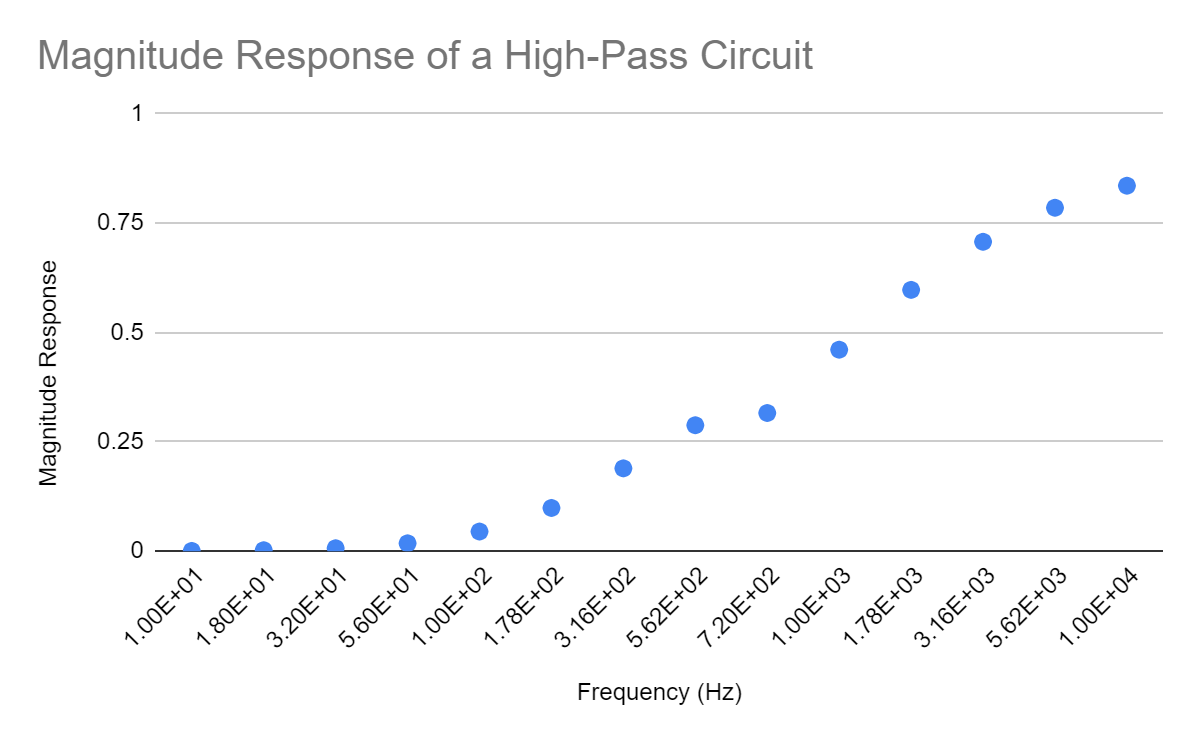 Magnitude Response of a High-Pass Circuit
1
0.75
0.5
0.25
0
Magnitude Response
1.00E+01
1.80E+01
3.20E+01
5.60E+01
1.00E+02
1.78E+02
3.16E+02
5.62E+02
7.20E+02
1.00E+03
1.78E+03
3.16E+03
5.62E+03
1.00E+04
Frequency (Hz)